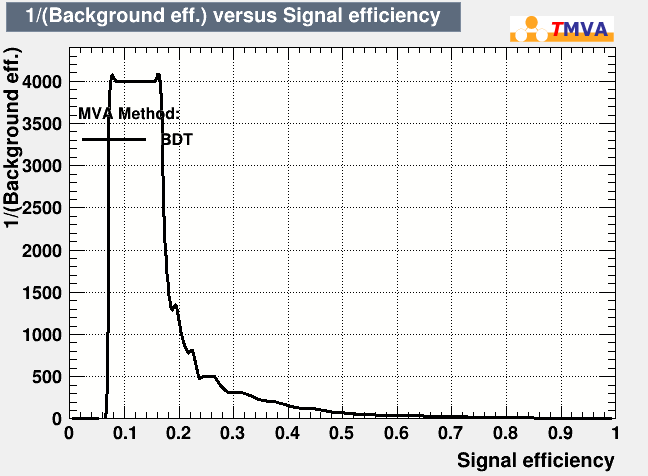 1/(Background eff.) versus Signal efficiency
TMVA
1/(Background eff.)
4000
3500
3000
2500
2000
1500
1000
500
0
MVA Method:
BDT
0 0.1 0.2 0.3 0.4 0.5 0.6 0.7 0.8 0.9 1
Signal efficiency